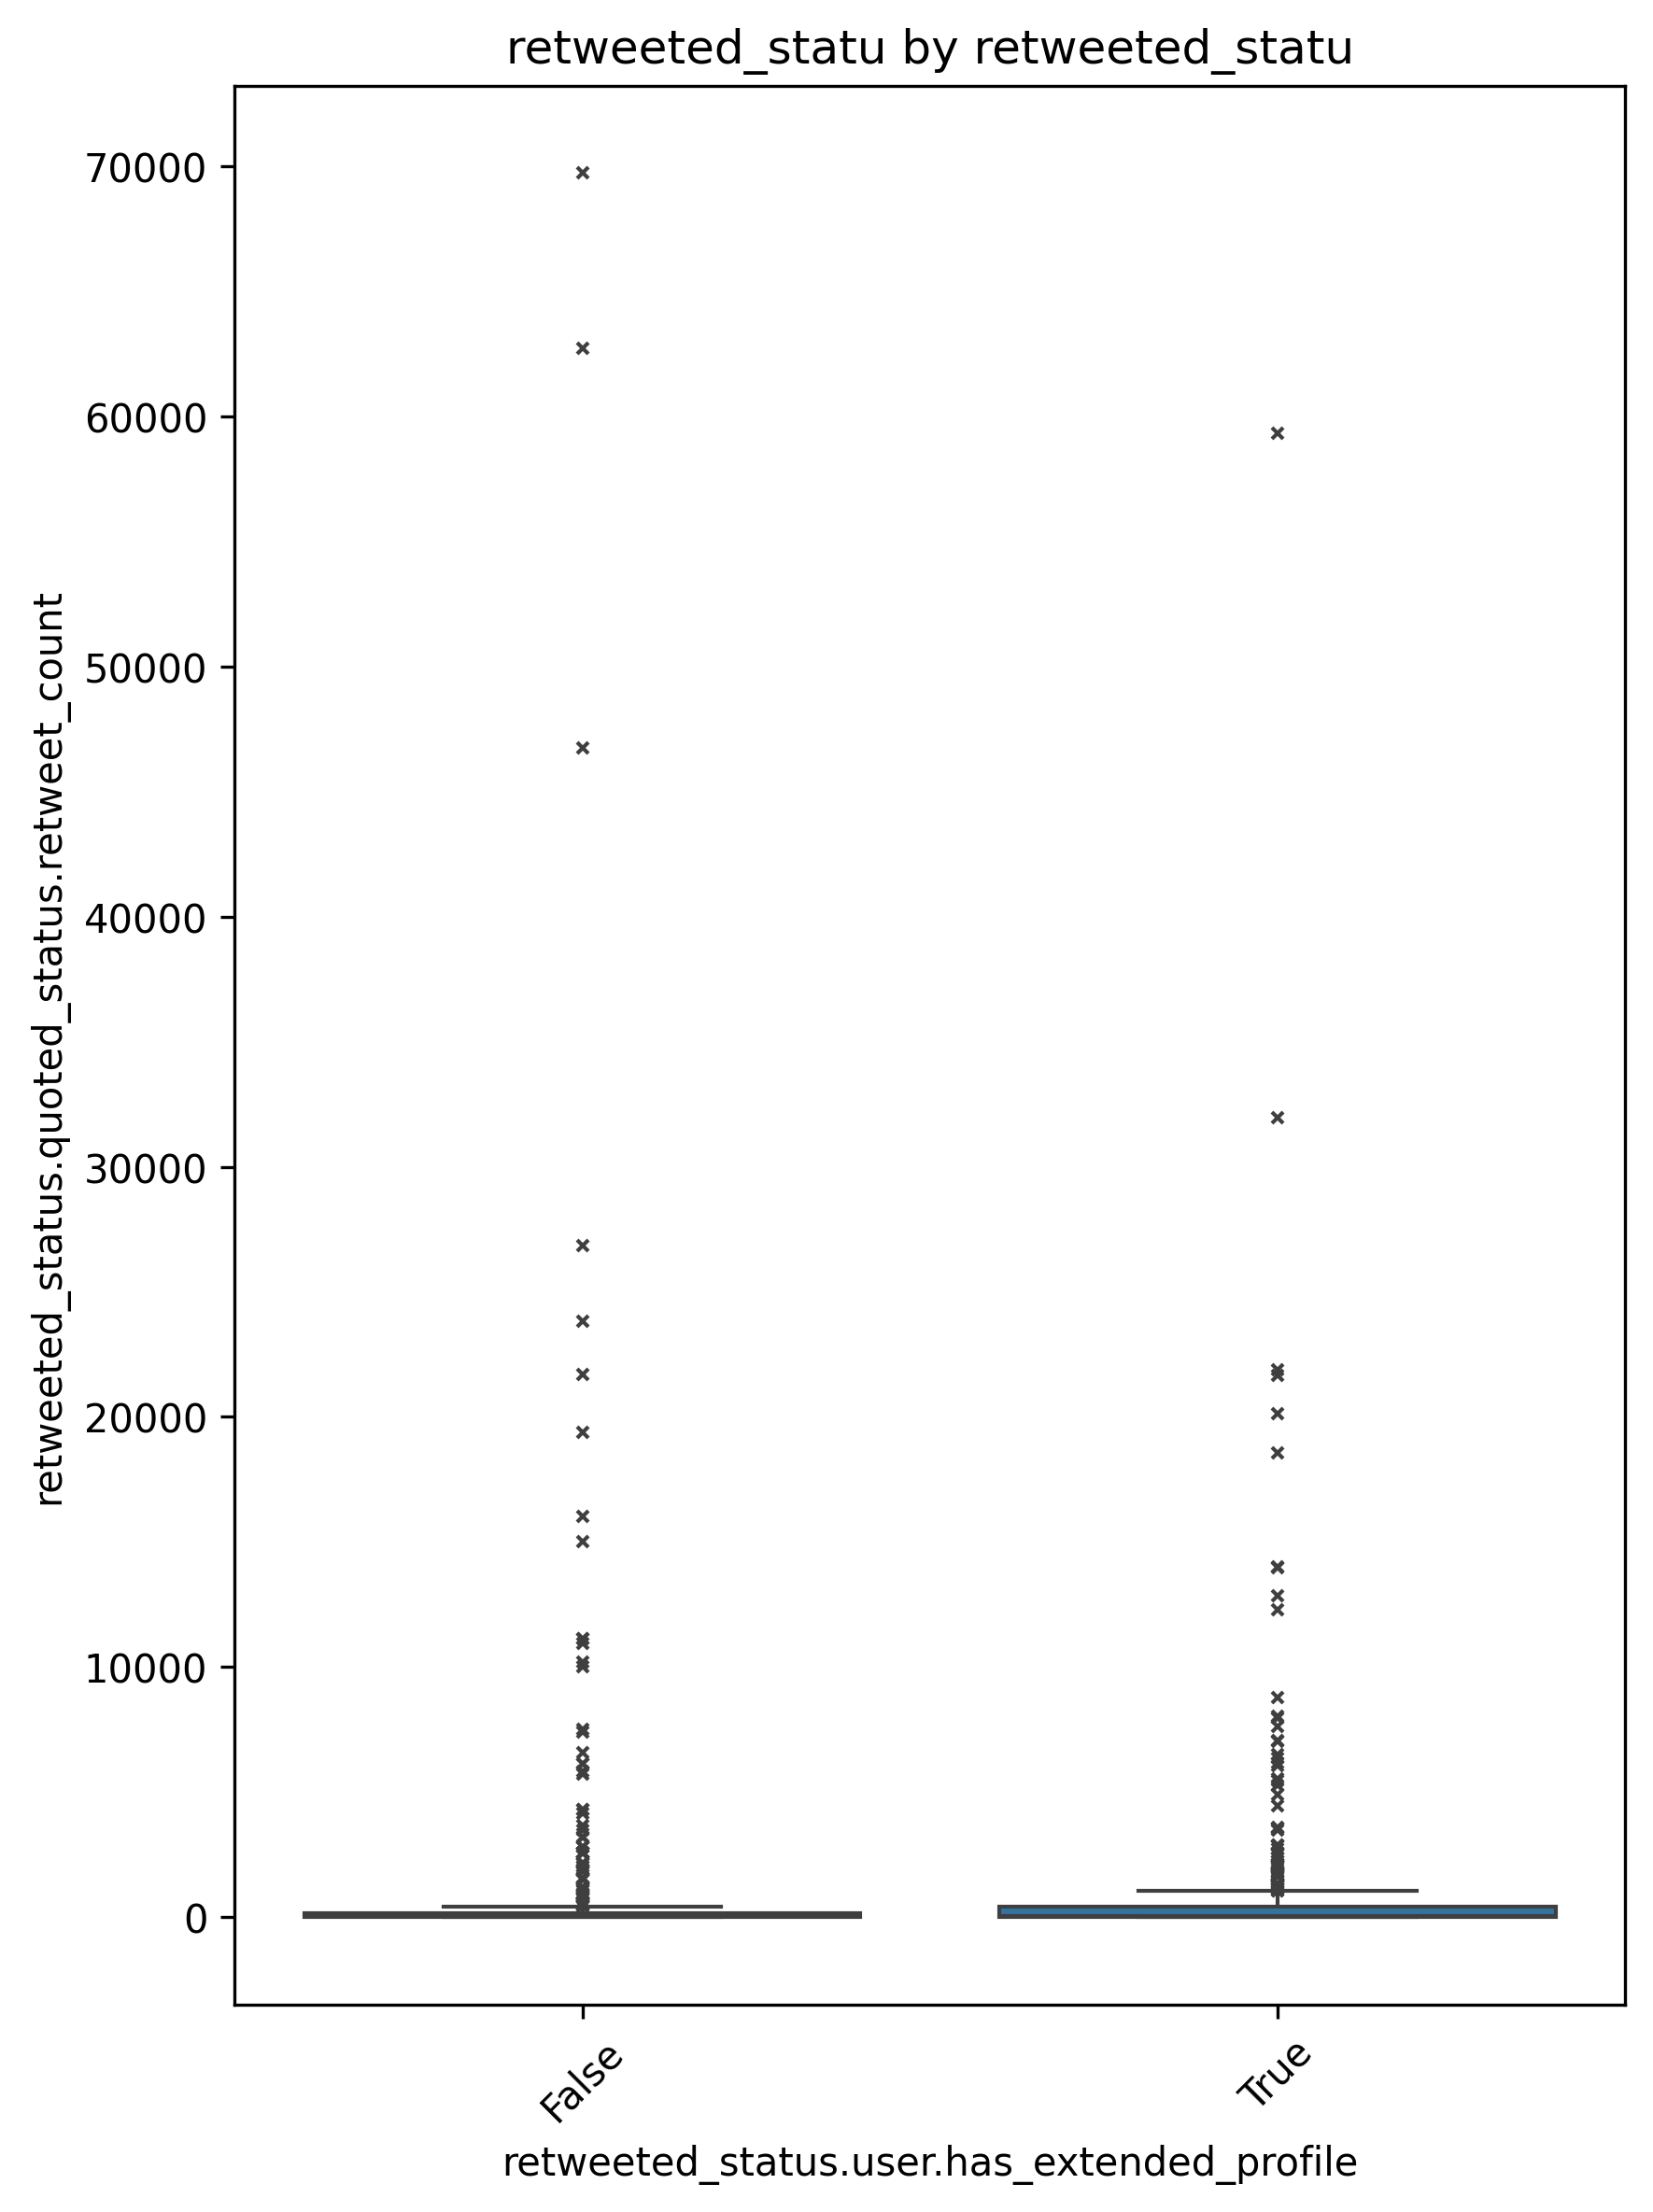 retweeted_statu by retweeted_statu
70000
60000
50000
40000
30000
20000
10000
0
retweeted_status.quoted_status.retweet_count
False
True
retweeted_status.user.has_extended_profile